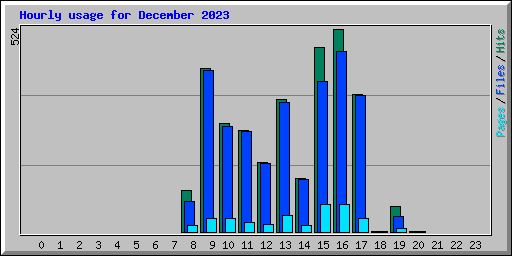 Hourly usage for December 2023
524
Pages/Files/Hits
0 1 2 3 4 5 6 7 8 9 10 11 12 13 14 15 16 17 18 19 20 21 22 23